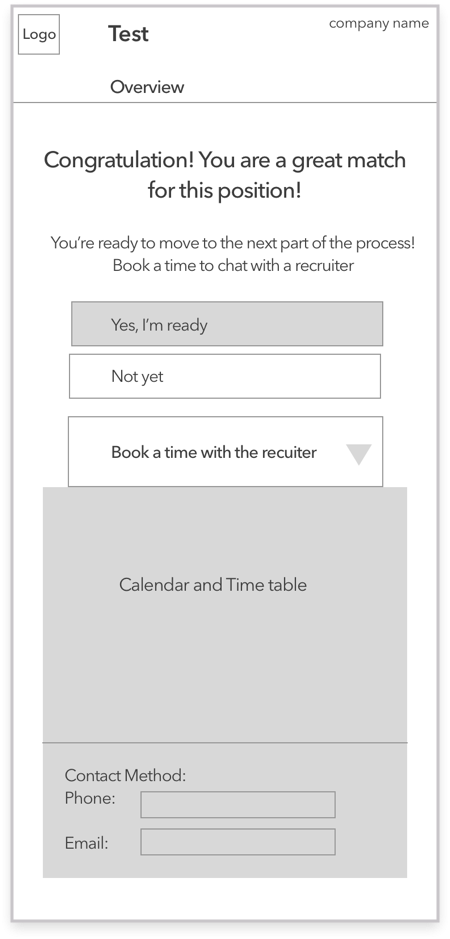 Logo
Test
company name
Overview
Congratulation! You are a great match
for this position!
You’re ready to move to the next part of the process!
Book a time to chat with a recruiter
Yes, I’m ready
Not yet
Book a time with the recuiter
Calendar and Time table
Contact Method:
Phone:
Email: